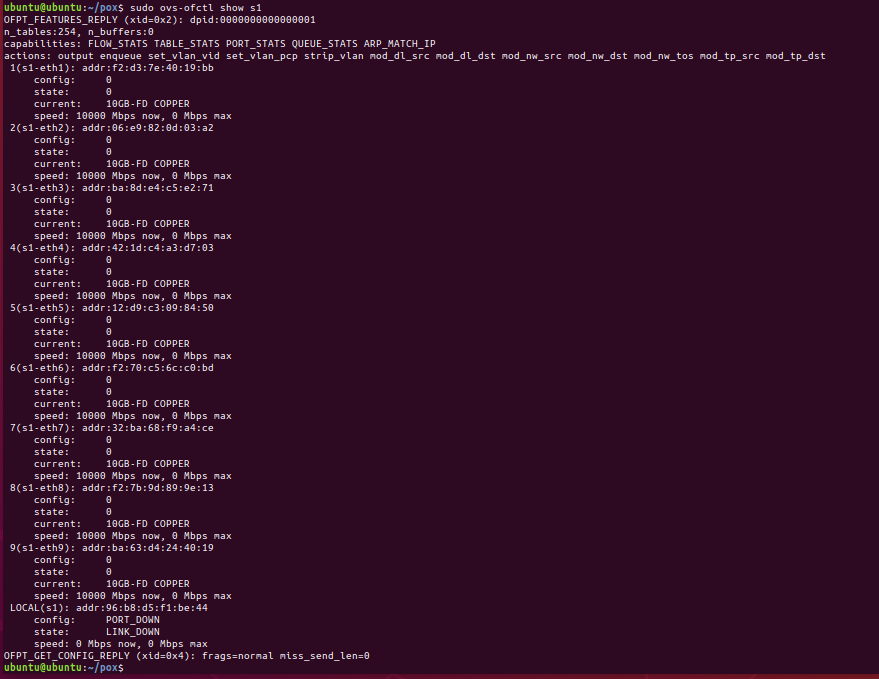 ubuntu@ubuntu:~/pox$ sudo ovs-ofctl show s1
OFPT_FEATURES_REPLY (xid=0x2): dpid:0000000000000001
n_tables:254, n_buffers:0
capabilities: FLOW_STATS TABLE_STATS PORT_STATS QUEUE_STATS ARP_MATCH_IP
actions: output enqueue set_vlan_vid set_vlan_pcp strip_vlan mod_dl_src mod_dl_dst mod_nw_src mod_nw_dst mod_nw_tos mod_tp_src mod_tp_dst
 1(s1-eth1): addr:f2:d3:7e:40:19:bb
     config:     0
     state:      0
     current:    10GB-FD COPPER
     speed: 10000 Mbps now, 0 Mbps max
 2(s1-eth2): addr:06:e9:82:0d:03:a2
     config:     0
     state:      0
     current:    10GB-FD COPPER
     speed: 10000 Mbps now, 0 Mbps max
 3(s1-eth3): addr:ba:8d:e4:c5:e2:71
     config:     0
     state:      0
     current:    10GB-FD COPPER
     speed: 10000 Mbps now, 0 Mbps max
 4(s1-eth4): addr:42:1d:c4:a3:d7:03
     config:     0
     state:      0
     current:    10GB-FD COPPER
     speed: 10000 Mbps now, 0 Mbps max
 5(s1-eth5): addr:12:d9:c3:09:84:50
     config:     0
     state:      0
     current:    10GB-FD COPPER
     speed: 10000 Mbps now, 0 Mbps max
 6(s1-eth6): addr:f2:70:c5:6c:c0:bd
     config:     0
     state:      0
     current:    10GB-FD COPPER
     speed: 10000 Mbps now, 0 Mbps max
 7(s1-eth7): addr:32:ba:68:f9:a4:ce
     config:     0
     state:      0
     current:    10GB-FD COPPER
     speed: 10000 Mbps now, 0 Mbps max
 8(s1-eth8): addr:f2:7b:9d:89:9e:13
     config:     0
     state:      0
     current:    10GB-FD COPPER
     speed: 10000 Mbps now, 0 Mbps max
 9(s1-eth9): addr:ba:63:d4:24:40:19
     config:     0
     state:      0
     current:    10GB-FD COPPER
     speed: 10000 Mbps now, 0 Mbps max
 LOCAL(s1): addr:96:b8:d5:f1:be:44
     config:     PORT_DOWN
     state:      LINK_DOWN
     speed: 0 Mbps now, 0 Mbps max
OFPT_GET_CONFIG_REPLY (xid=0x4): frags=normal miss_send_len=0
ubuntu@ubuntu:~/pox$